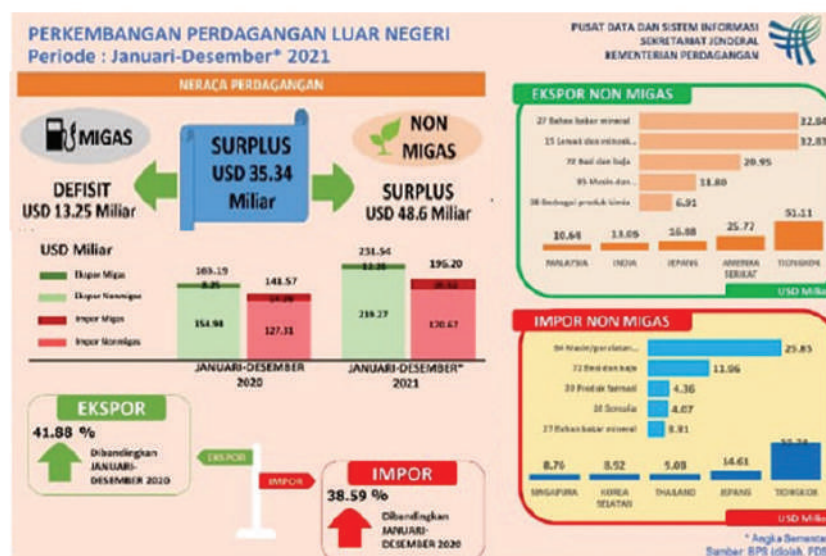 PERKEMBANGAN PERDAGANGAN LUAR NEGERI
Periode : Januari-Desember* 2021
PUSAT DATA DAN SISTEM INFORMASI
SEKRETARIAT JENDERAL
KEMENTERIAN PERDAGANGAN
NERACA PERDAGANGAN
MIGAS
DEFISIT
USD 13.25 Miliar
SURPLUS
USD 35.34
Miliar
NON
MIGAS
SURPLUS
USD 48.6 Miliar
USD Miliar
Ekspor Migas
Ekspor Nonmigas
Impor Migas
Impor Nonmigas
163.19
8.25
154.94
141.57
127.31
JANUARI-DESEMBER
2020
231.54
219.27
196.20
170.67
JANUARI-DESEMBER*
2021
EKSPOR
41.88 %
Dibandingkan
JANUARI-
DESEMBER 2020
EKSPOR
IMPOR
IMPOR
38.59 %
Dibandingkan
JANUARI-
DESEMBER 2020
EKSPOR NON MIGAS
27 Bahan bakar mineral
32.84
15 Lemak dan minyak...
32.83
72 Besi dan baja
20.95
85 Mesin dan...
11.80
38 Berbagai produk kimia
6.91
10.64
13.09
16.88
25.77
51.11
MALAYSIA
INDIA
JEPANG
AMERIKA
SERIKAT
TIONGKOK
USD Miliar
IMPOR NON MIGAS
84 Mesin/peralatan...
25.85
72 Besi dan baja
11.96
30 Produk farmasi
4.36
10 Serealia
4.07
27 Bahan bakar mineral
3.81
8.76
8.92
9.08
14.61
SINGAPURA
KOREA
SELATAN
THAILAND
JEPANG
TIONGKOK
USD Miliar
* Angka Sementara
Sumber: BPS (diolah,